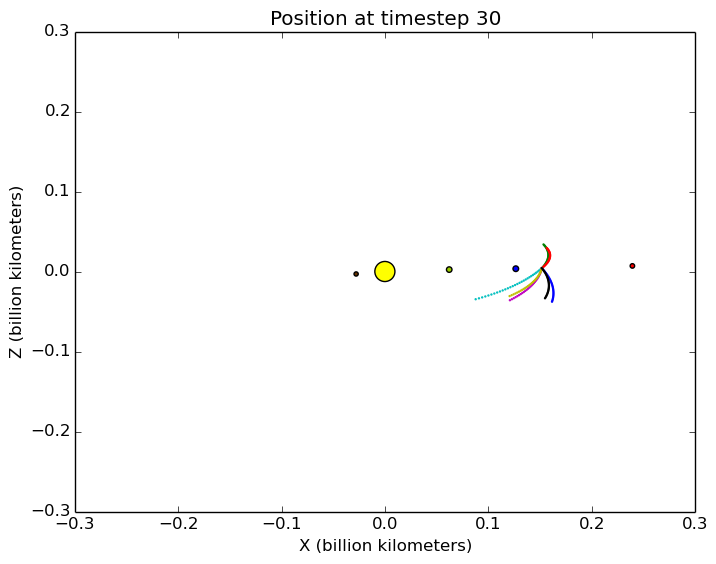 Position at timestep 30
0.3
0.2
0.1
0.0
−0.1
−0.2
−0.3
Z (billion kilometers)
−0.3 −0.2 −0.1 0.0 0.1 0.2 0.3
X (billion kilometers)